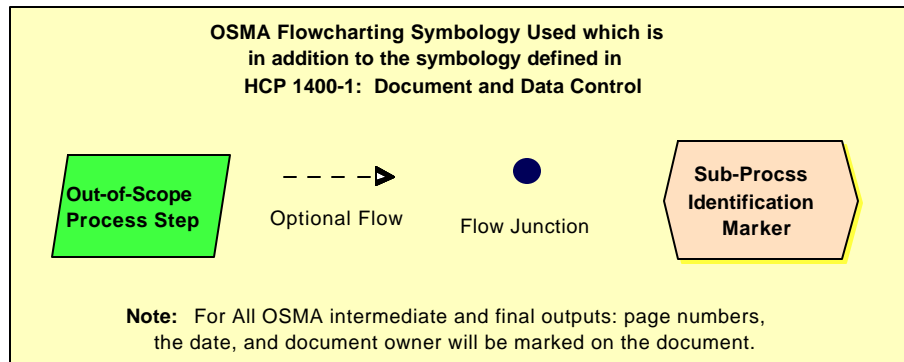 OSMA Flowcharting Symbology Used which is
in addition to the symbology defined in
HCP 1400-1: Document and Data Control
Out-of-Scope
Process Step
Optional Flow
Flow Junction
Sub-Procss
Identification
Marker
Note: For All OSMA intermediate and final outputs: page numbers,
the date, and document owner will be marked on the document.